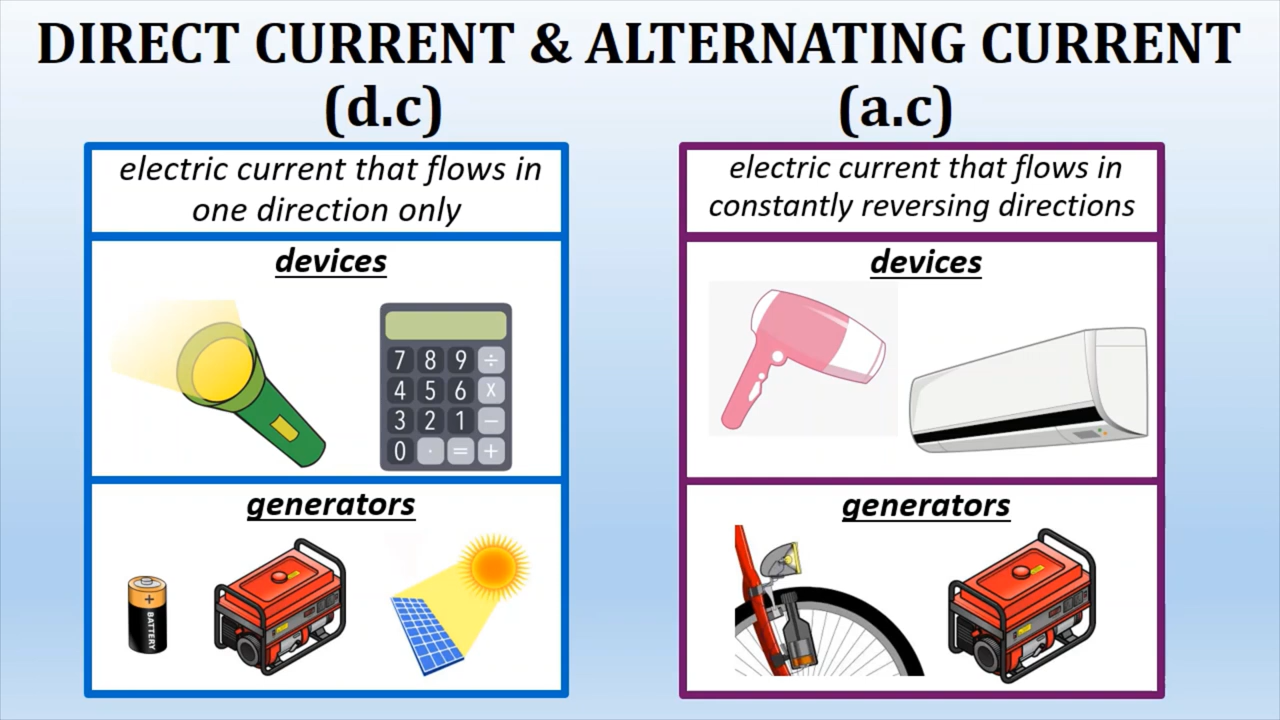 DIRECT CURRENT & ALTERNATING CURRENT
(d.c)
(a.c)
electric current that flows in
one direction only
devices
7 8 9 ÷
4 5 6 X
3 2 1 −
0 . = +
generators
+
BATTERY
electric current that flows in
constantly reversing directions
devices
generators